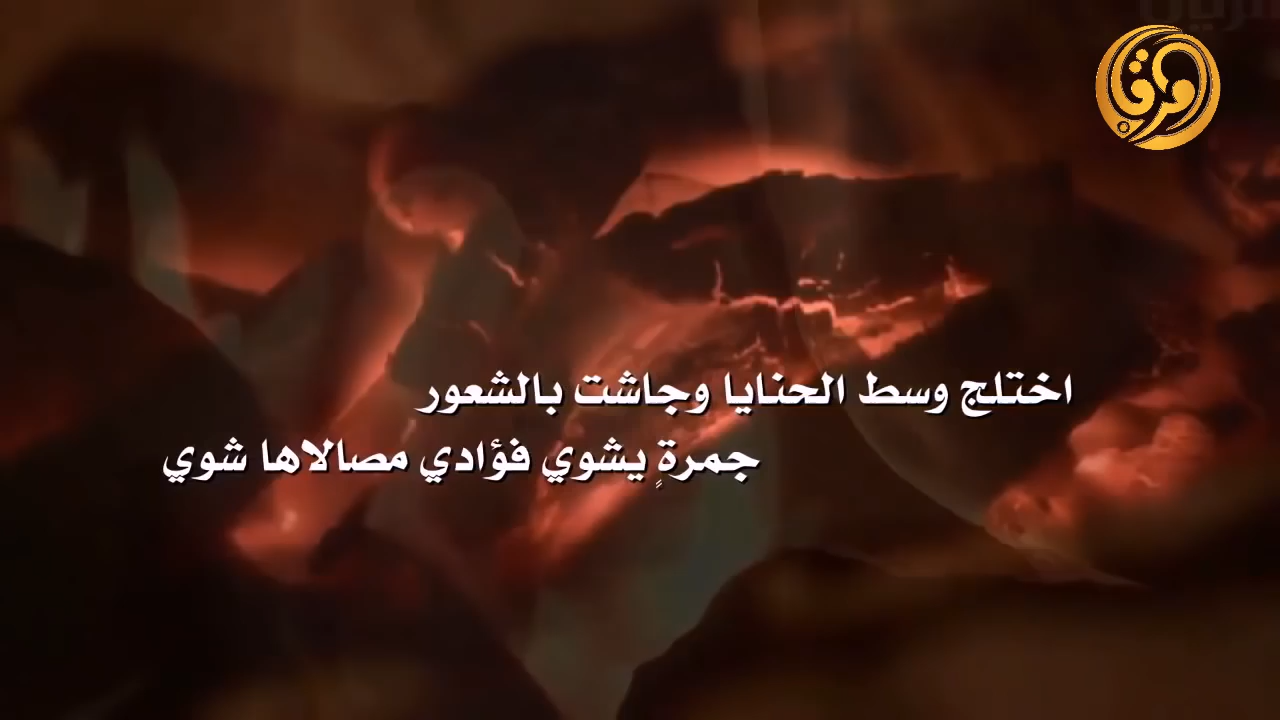 اختلج وسط الحنايا وجاشت بالشعور
جمرةٍ يشوي فؤادي مصالاها شوي